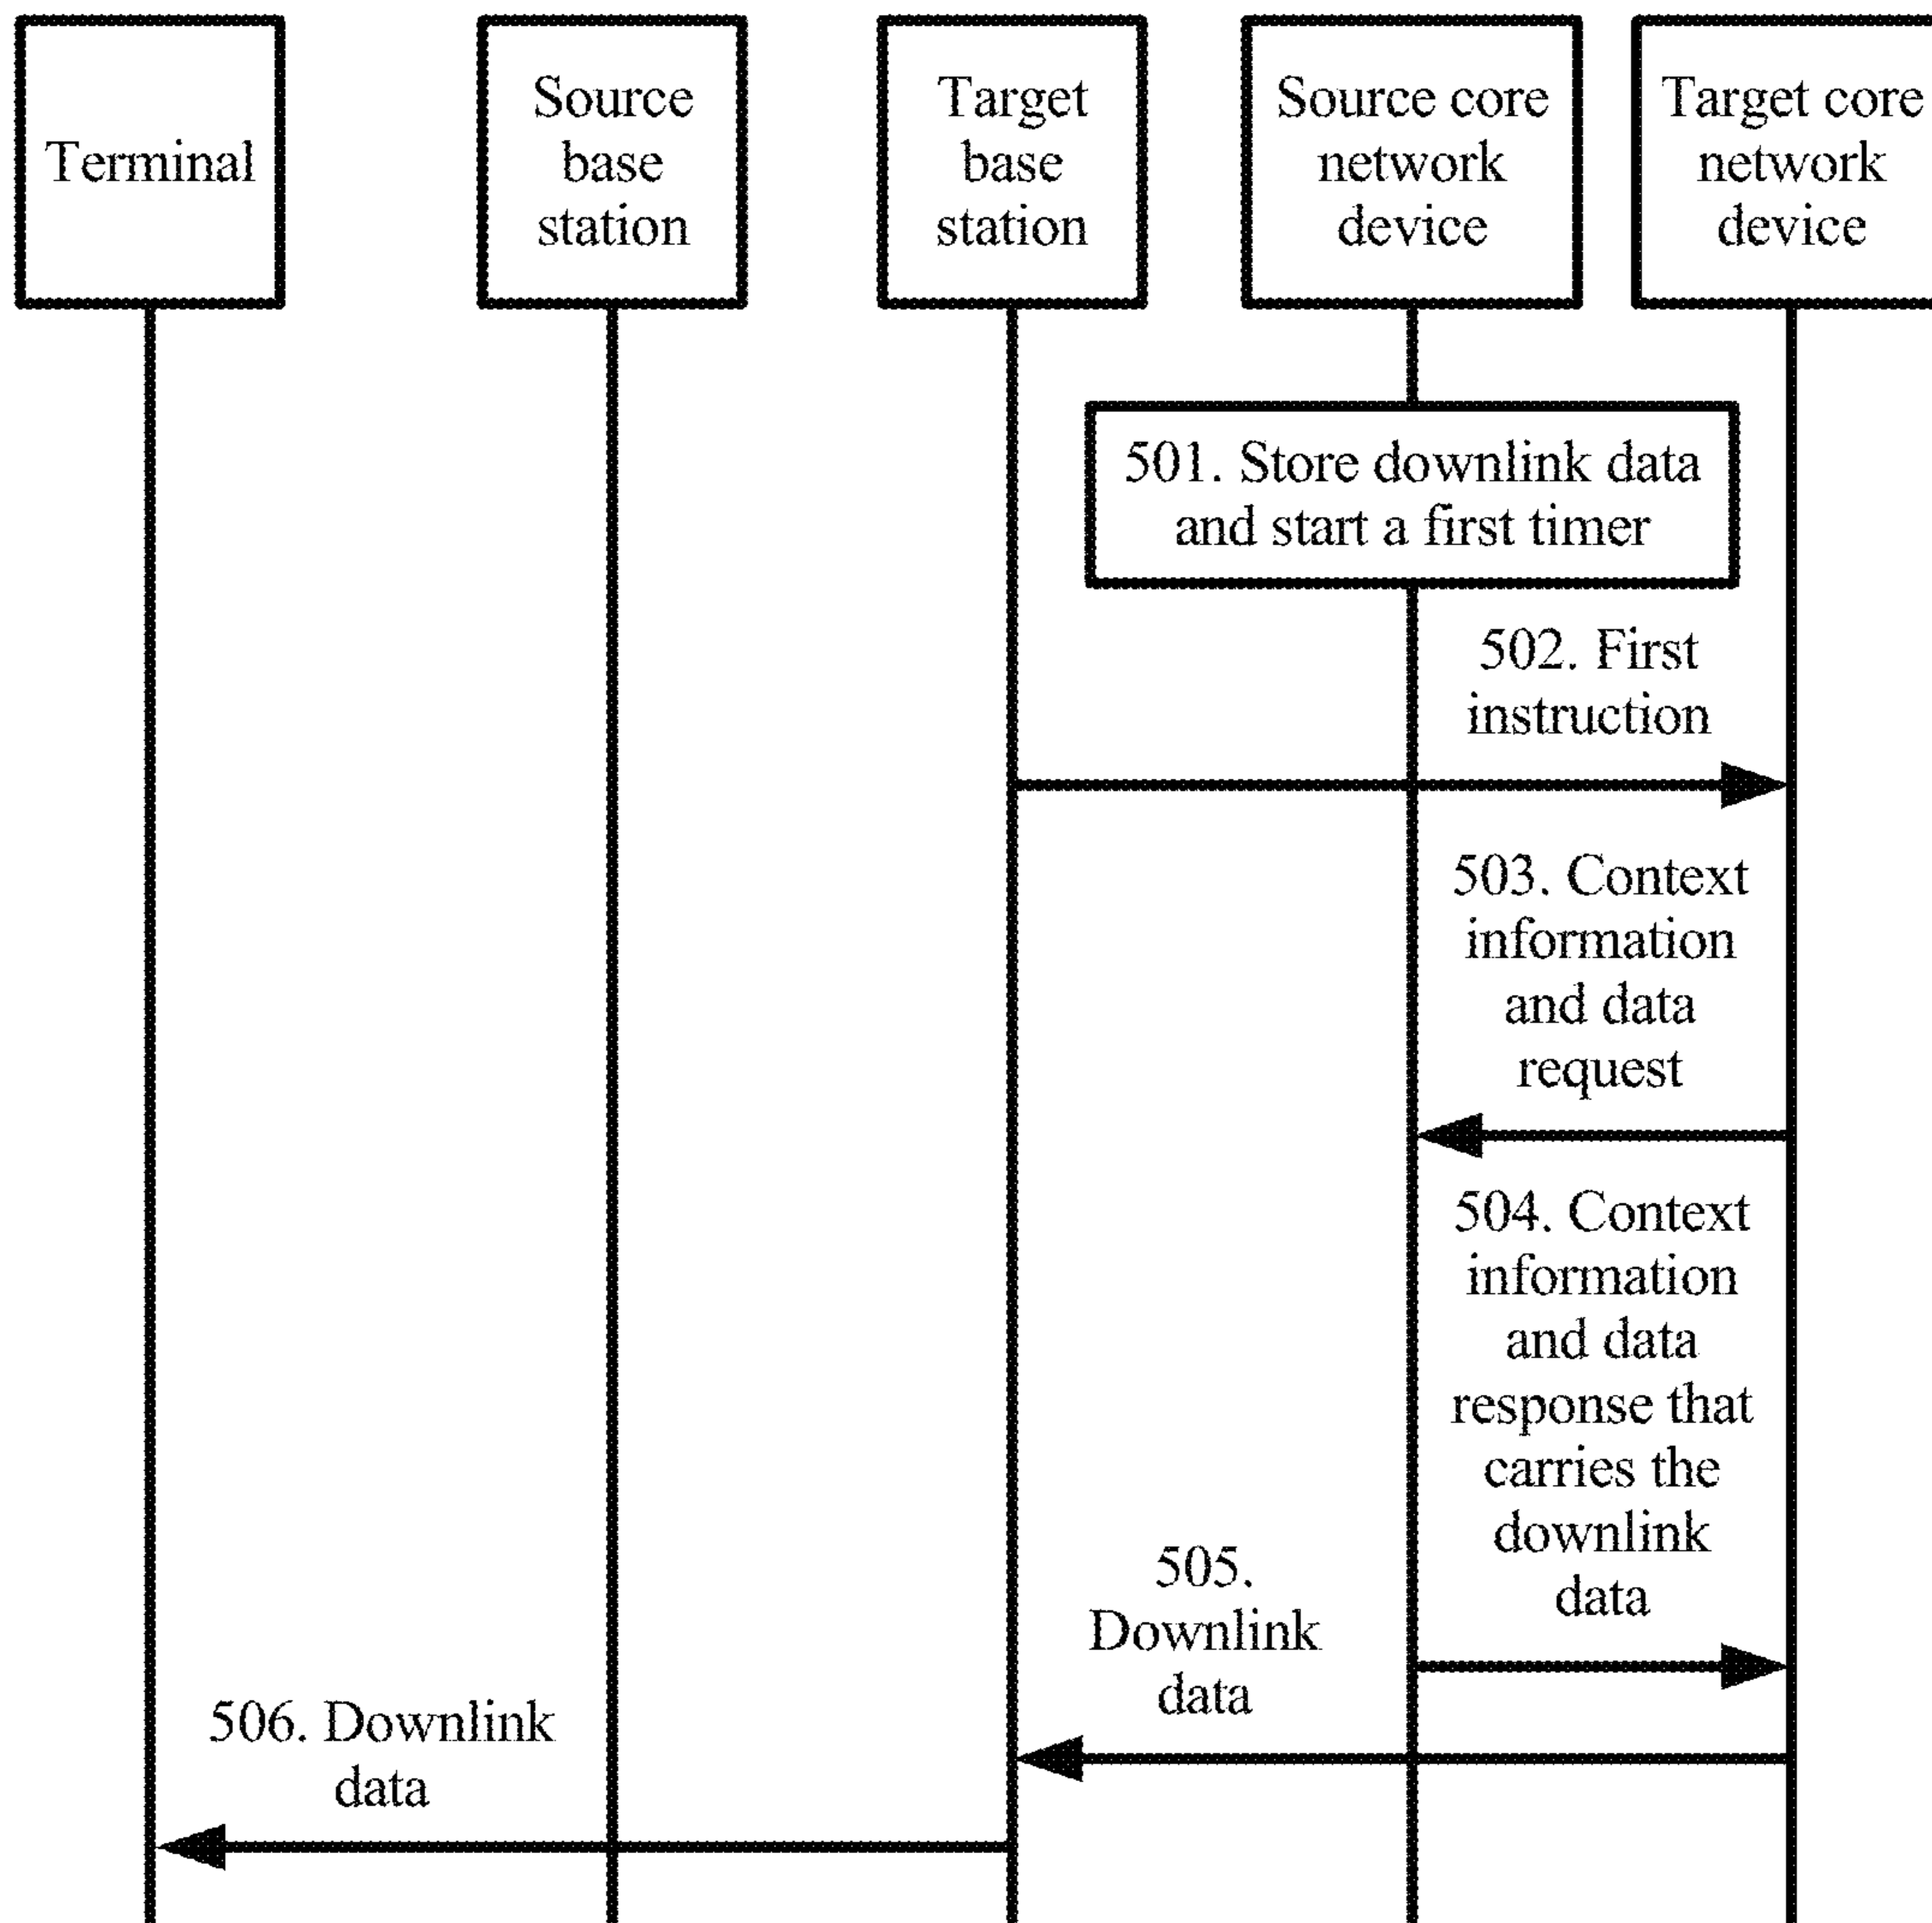 Terminal
Source
base
station
Target
base
station
Source core
network
device
Target core
network
device
501. Store downlink data
and start a first timer
502. First
instruction
503. Context
information
and data
request
504. Context
information
and data
response that
carries the
downlink
data
505.
Downlink
data
506. Downlink
data